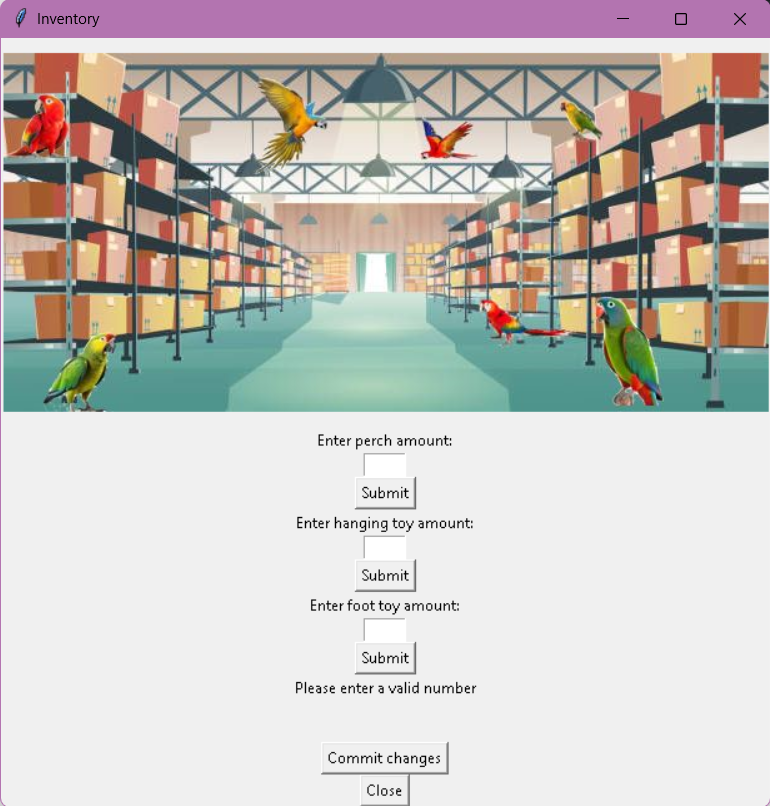 Inventory
Enter perch amount:
Submit
Enter hanging toy amount:
Submit
Enter foot toy amount:
Submit
Please enter a valid number
Commit changes
Close